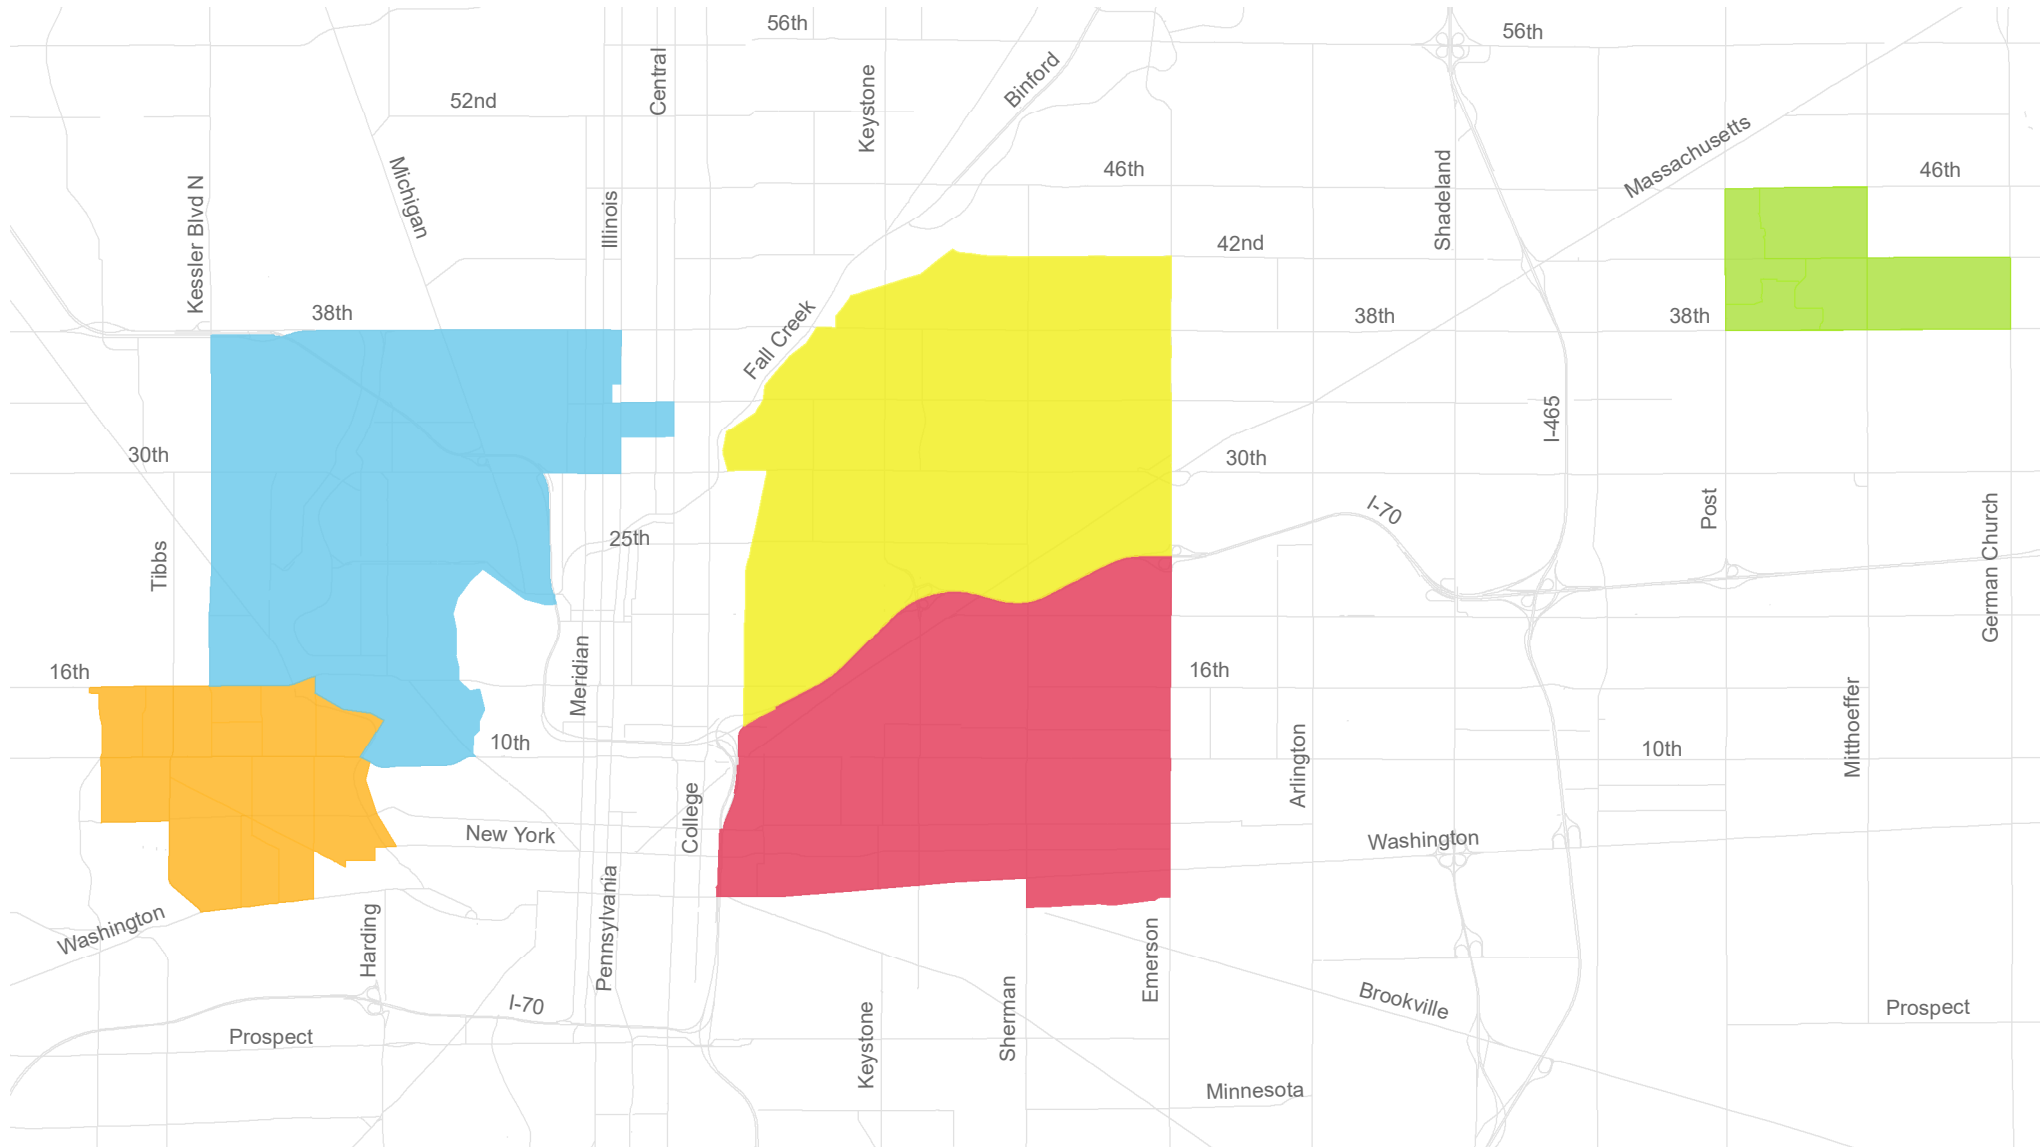 56th
56th
Central
Keystone
Binford
52nd
Massachusetts
Michigan
46th
46th
Shadeland
Kessler Blvd N
Illinois
42nd
38th
Fall Creek
38th
38th
I-465
30th
30th
I-70
Post
German Church
25th
Tibbs
16th
Meridian
16th
Mitthoeffer
10th
10th
Arlington
College
New York
Washington
Washington
Harding
Pennsylvania
Emerson
Sherman
I-70
Brookville
Prospect
Prospect
Keystone
Minnesota